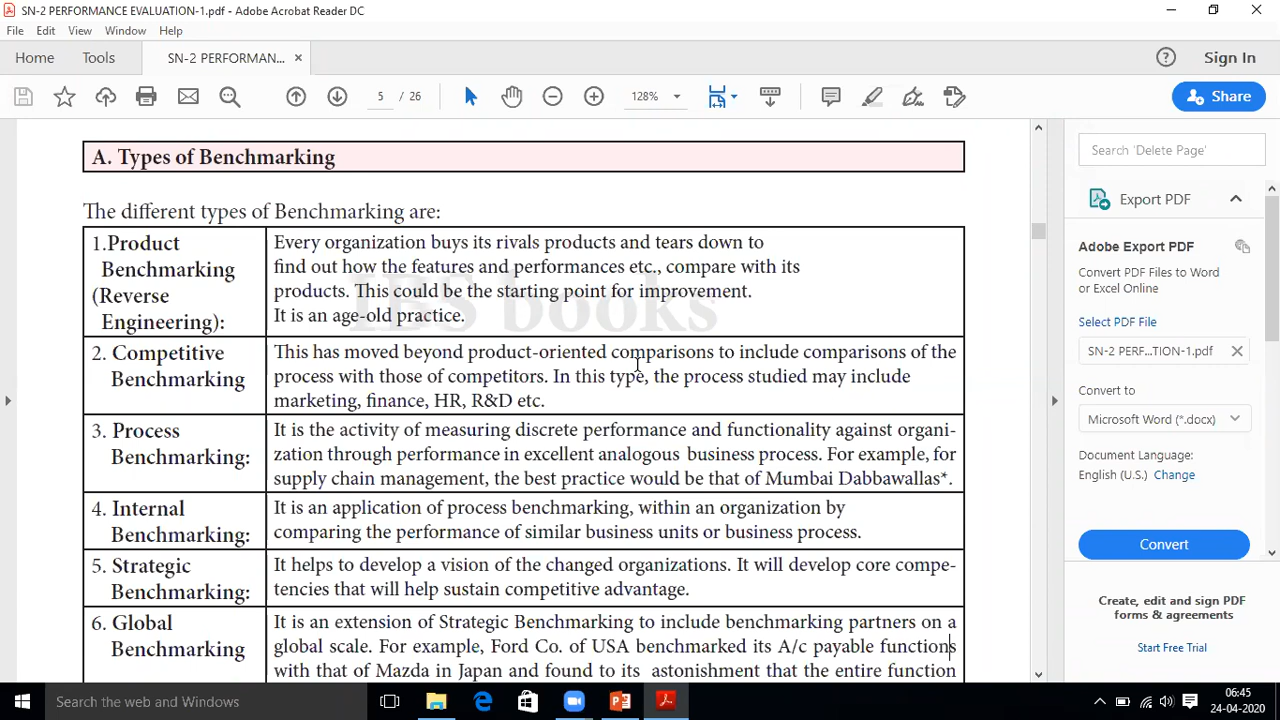 SN-2 PERFORMANCE EVALUATION-1.pdf - Adobe Acrobat Reader DC
File Edit View Window Help
Home Tools SN-2 PERFORMAN... Sign In
5 / 26 128% Share
A. Types of Benchmarking
The different types of Benchmarking are:
1.Product
Benchmarking
(Reverse
Engineering):
Every organization buys its rivals products and tears down to
find out how the features and performances etc., compare with its
products. This could be the starting point for improvement.
It is an age-old practice.
IBS books
2. Competitive
Benchmarking
This has moved beyond product-oriented comparisons to include comparisons of the
process with those of competitors. In this type, the process studied may include
marketing, finance, HR, R&D etc.
3. Process
Benchmarking:
It is the activity of measuring discrete performance and functionality against organi-
zation through performance in excellent analogous business process. For example, for
supply chain management, the best practice would be that of Mumbai Dabbawallas*.
4. Internal
Benchmarking:
It is an application of process benchmarking, within an organization by
comparing the performance of similar business units or business process.
5. Strategic
Benchmarking:
It helps to develop a vision of the changed organizations. It will develop core compe-
tencies that will help sustain competitive advantage.
6. Global
Benchmarking
It is an extension of Strategic Benchmarking to include benchmarking partners on a
global scale. For example, Ford Co. of USA benchmarked its A/c payable functions
with that of Mazda in Japan and found to its astonishment that the entire function
Search 'Delete Page'
Export PDF
Adobe Export PDF
Convert PDF Files to Word
or Excel Online
Select PDF File
SN-2 PERF...TION-1.pdf
Convert to
Microsoft Word (*.docx)
Document Language:
English (U.S.) Change
Convert
Create, edit and sign PDF
forms & agreements
Start Free Trial
Search the web and Windows
06:45
24-04-2020